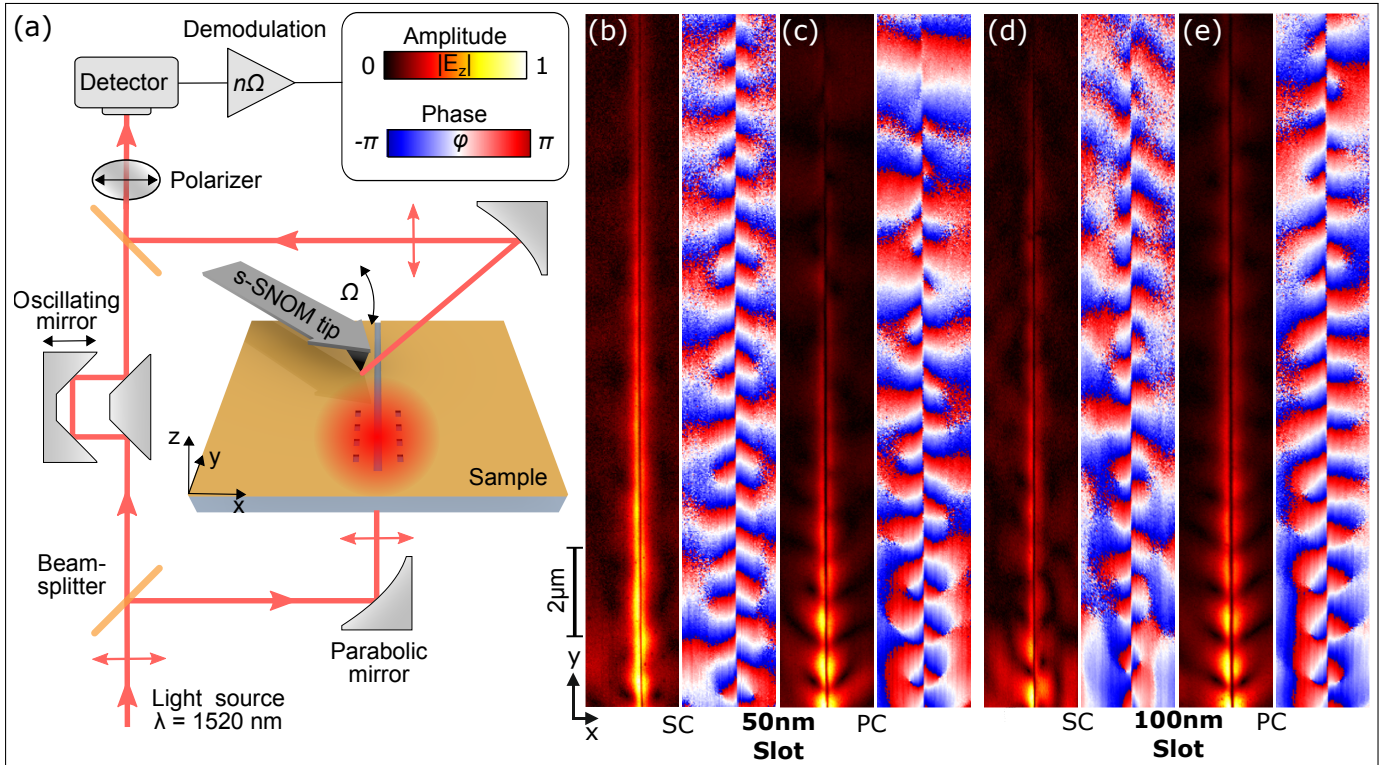 (a)
Demodulation
Detector
nΩ
Amplitude
0 |E_z| 1
Phase
-π φ π
Polarizer
Oscillating
mirror
s-SNOM tip
Ω
z
y
x
Sample
Beam-
splitter
Parabolic
mirror
Light source
λ = 1520 nm
(b)
(c)
(d)
(e)
2μm
y
x
SC
50nm
Slot
PC
SC
100nm
Slot
PC